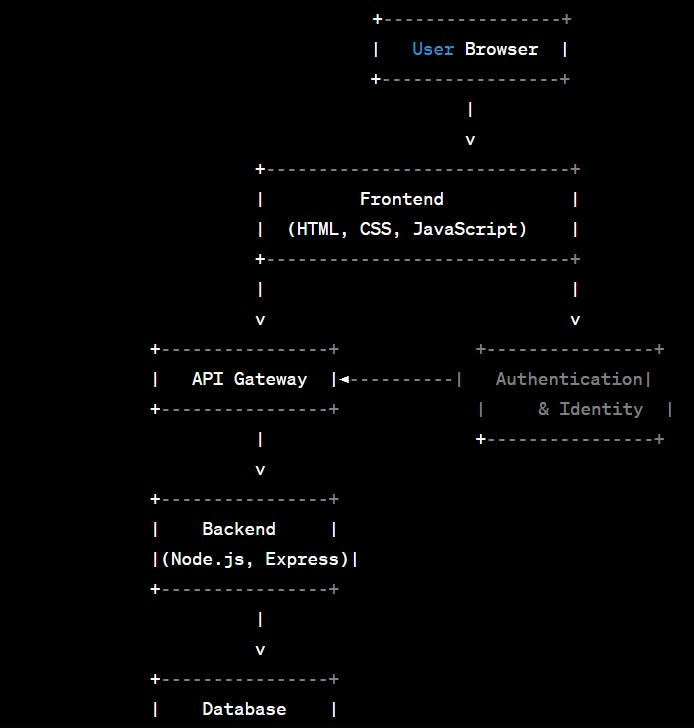 +-----------------+
|   User Browser  |
+-----------------+
|
v
+-----------------------------+
|         Frontend            |
|  (HTML, CSS, JavaScript)    |
+-----------------------------+
|                             |
v                             v
+----------------+             +----------------+
|   API Gateway  |◄----------|   Authentication|
+----------------+             |     & Identity  |
|                              +----------------+
v
+----------------+
|    Backend     |
|(Node.js, Express)|
+----------------+
|
v
+----------------+
|    Database    |